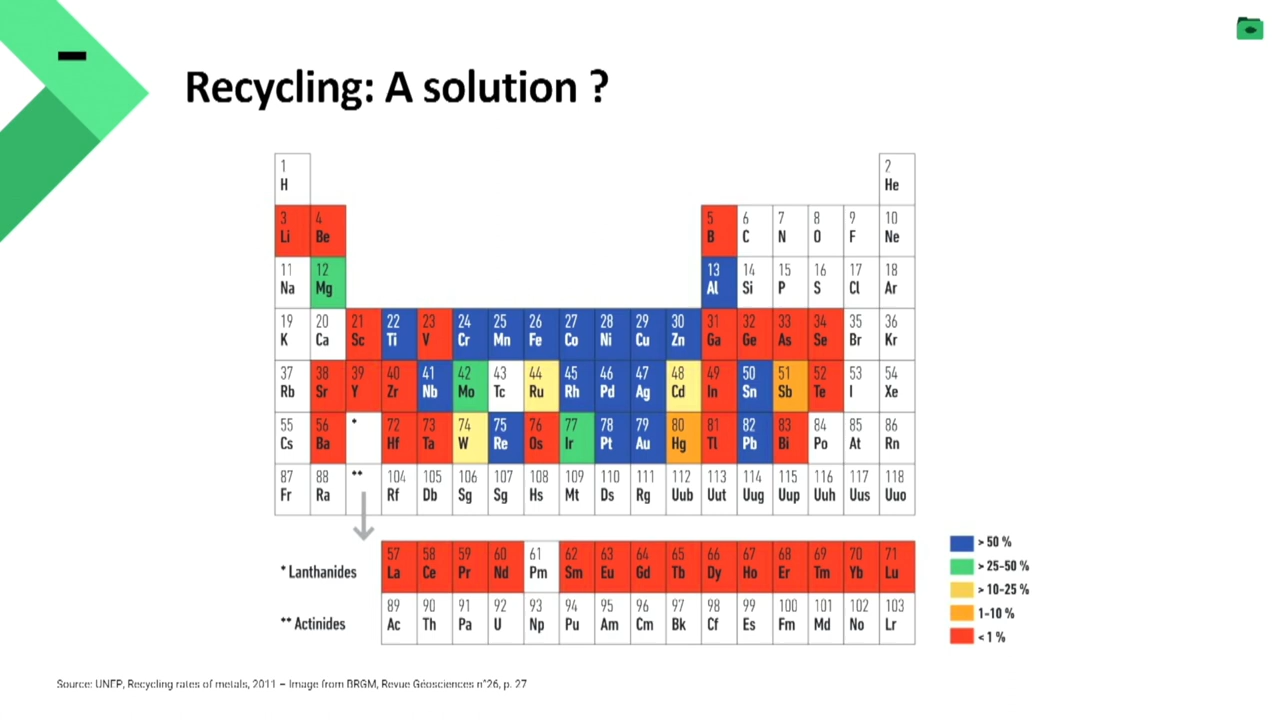 Recycling: A solution ?
1 2
H He
3 4 5 6 7 8 9 10
Li Be B C N O F Ne
11 12 13 14 15 16 17 18
Na Mg Al Si P S Cl Ar
19 20 21 22 23 24 25 26 27 28 29 30 31 32 33 34 35 36
K Ca Sc Ti V Cr Mn Fe Co Ni Cu Zn Ga Ge As Se Br Kr
37 38 39 40 41 42 43 44 45 46 47 48 49 50 51 52 53 54
Rb Sr Y Zr Nb Mo Tc Ru Rh Pd Ag Cd In Sn Sb Te I Xe
55 56 * 72 73 74 75 76 77 78 79 80 81 82 83 84 85 86
Cs Ba Hf Ta W Re Os Ir Pt Au Hg Tl Pb Bi Po At Rn
87 88 ** 104 105 106 107 108 109 110 111 112 113 114 115 116 117 118
Fr Ra Rf Db Sg Sg Hs Mt Ds Rg Uub Uut Uug Uup Uuh Uus Uuo
57 58 59 60 61 62 63 64 65 66 67 68 69 70 71
* Lanthanides La Ce Pr Nd Pm Sm Eu Gd Tb Dy Ho Er Tm Yb Lu
89 90 91 92 93 94 95 96 97 98 99 100 101 102 103
** Actinides Ac Th Pa U Np Pu Am Cm Bk Cf Es Fm Md No Lr
> 50 %
> 25-50 %
> 10-25 %
1-10 %
< 1 %
Source: UNEP, Recycling rates of metals, 2011 – Image from BRGM, Revue Géosciences n°26, p. 27